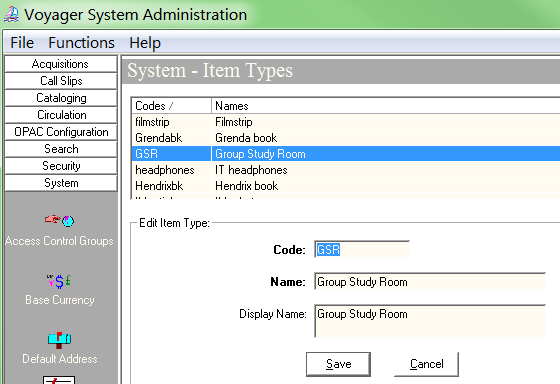 Voyager System Administration
File Functions Help
Acquisitions
Call Slips
Cataloging
Circulation
OPAC Configuration
Search
Security
System
Access Control Groups
Base Currency
Default Address
System - Item Types
Codes / Names
filmstrip Filmstrip
Grendabk Grenda book
GSR Group Study Room
headphones IT headphones
Hendrixbk Hendrix book
Edit Item Type:
Code: GSR
Name: Group Study Room
Display Name: Group Study Room
Save Cancel